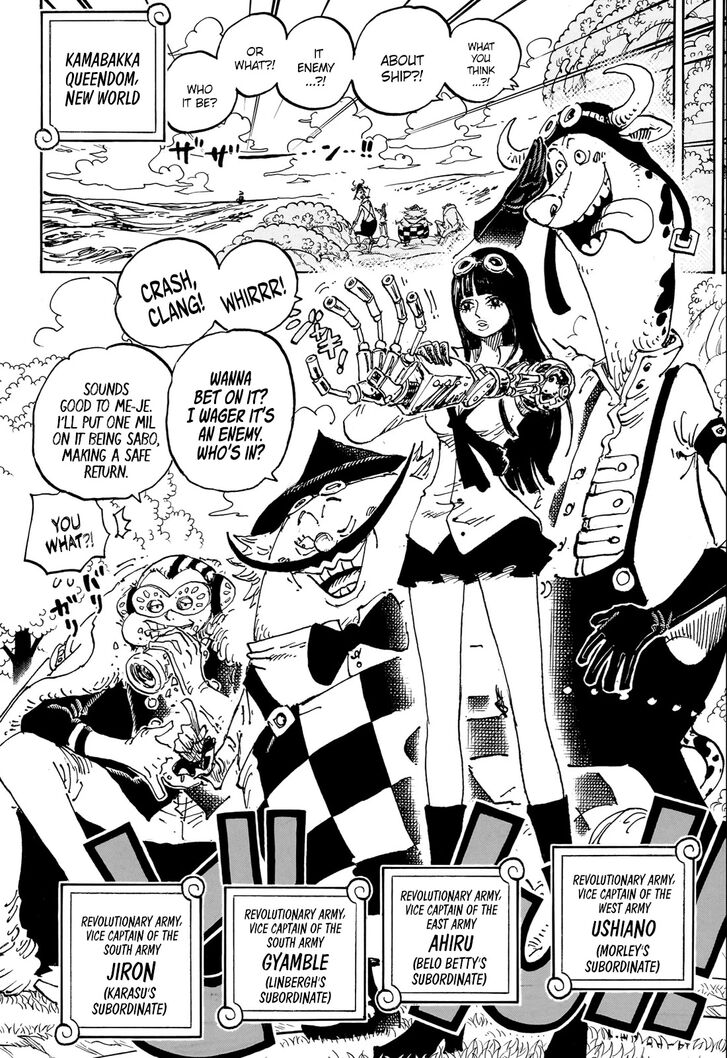 KAMABAKKA
QUEENDOM,
NEW WORLD
WHAT
YOU
THINK
...?!
ABOUT
SHIP?!
IT
ENEMY
...?!
OR
WHAT?!
WHO
IT BE?
ザザ———ン・・!!
CRASH,
CLANG!
WHIRRR!
WANNA
BET ON IT?
I WAGER IT'S
AN ENEMY.
WHO'S IN?
SOUNDS
GOOD TO ME-JE.
I'LL PUT ONE MIL
ON IT BEING SABO,
MAKING A SAFE
RETURN.
YOU
WHAT?!
REVOLUTIONARY ARMY,
VICE CAPTAIN OF THE
SOUTH ARMY
JIRON
(KARASU'S
SUBORDINATE)
REVOLUTIONARY ARMY,
VICE CAPTAIN OF THE
SOUTH ARMY
GYAMBLE
(LINBERGH'S
SUBORDINATE)
REVOLUTIONARY ARMY,
VICE CAPTAIN OF THE
EAST ARMY
AHIRU
(BELO BETTY'S
SUBORDINATE)
REVOLUTIONARY ARMY,
VICE CAPTAIN OF THE
WEST ARMY
USHIANO
(MORLEY'S
SUBORDINATE)